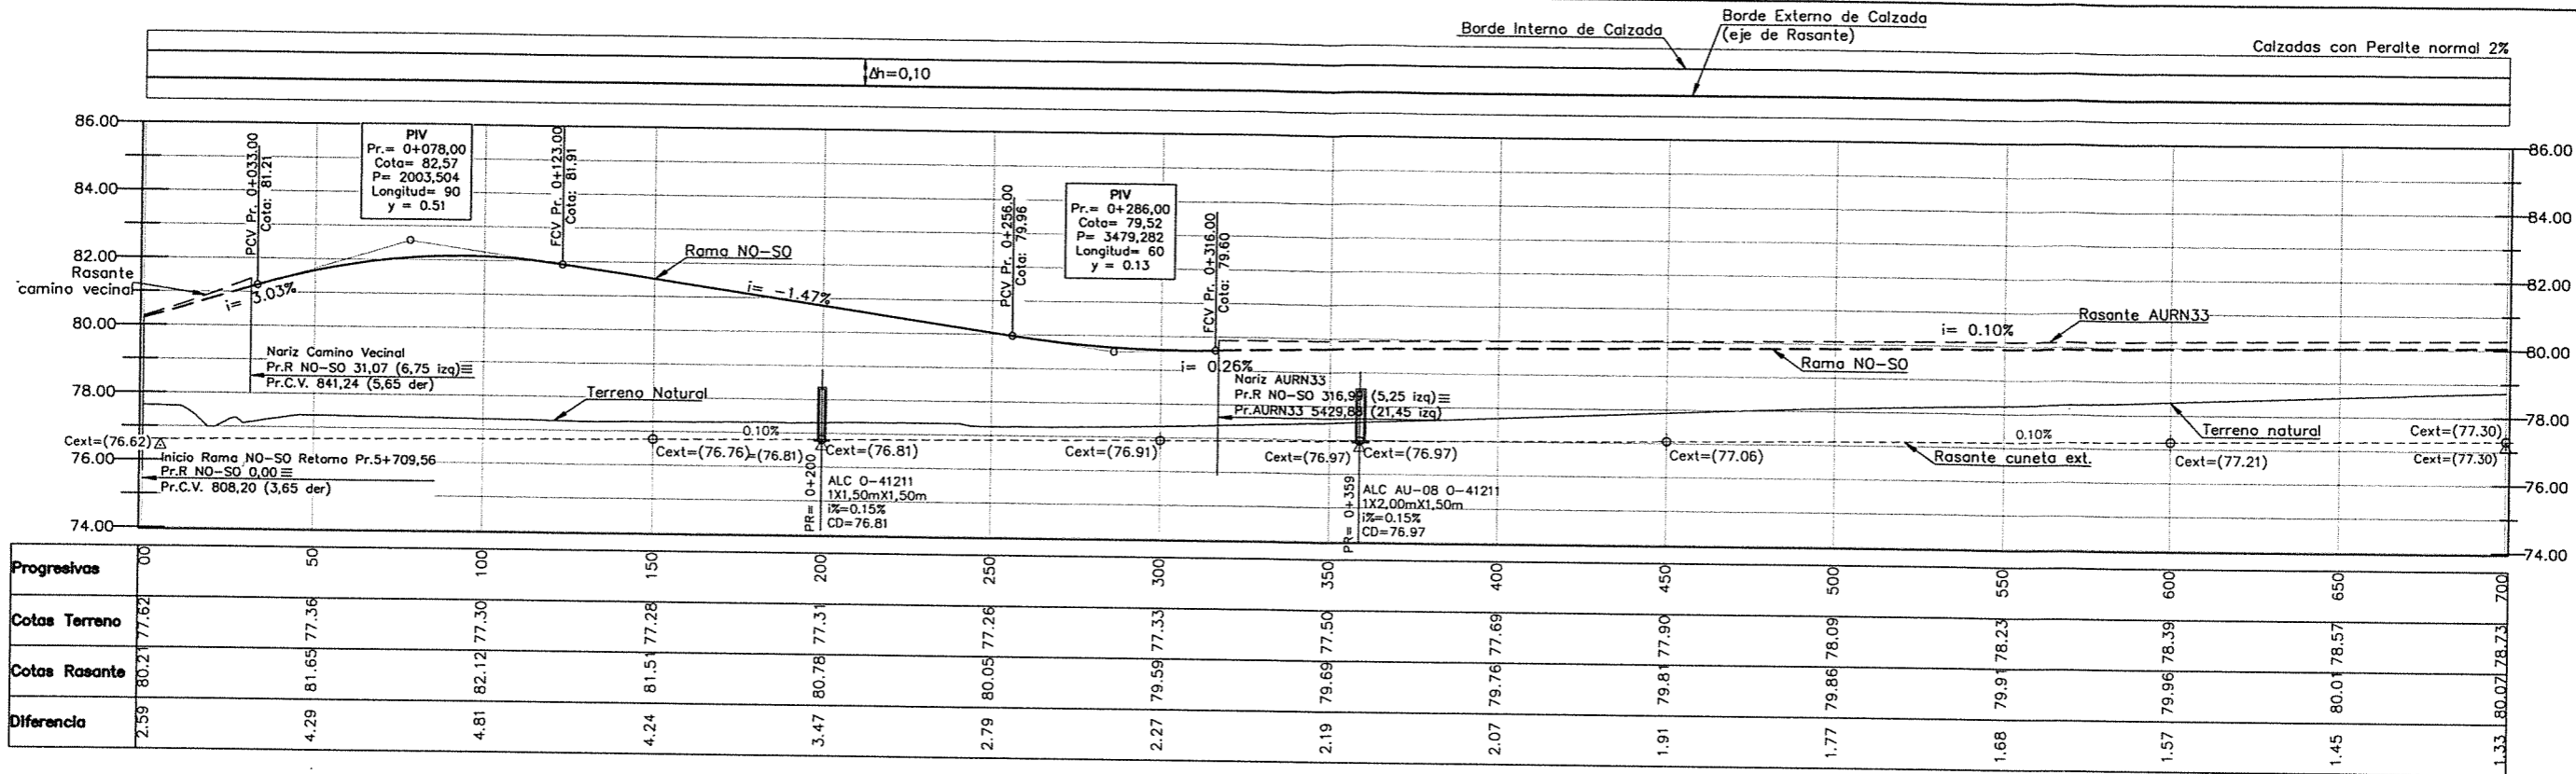 Borde Interno de Calzada
Borde Externo de Calzada
(eje de Rasante)
Calzadas con Peralte normal 2%
Δh=0,10
86.00
84.00
82.00
80.00
78.00
76.00
74.00
86.00
84.00
82.00
80.00
78.00
76.00
74.00
PCV Pr. 0+033.00
Cota: 81.21
PIV
Pr.= 0+078,00
Cota= 82,57
P= 2003,504
Longitud= 90
y = 0.51
FCV Pr. 0+123.00
Cota: 81.91
PCV Pr. 0+256.00
Cota: 79.96
PIV
Pr.= 0+286,00
Cota= 79,52
P= 3479,282
Longitud= 60
y = 0.13
FCV Pr. 0+316.00
Cota: 79.60
Rasante
camino vecinal
i= 3.03%
Rama NO-SO
i= -1.47%
i= 0.26%
i= 0.10%
Rasante AURN33
Rama NO-SO
Nariz Camino Vecinal
Pr.R NO-SO 31,07 (6,75 izq)≡
Pr.C.V. 841,24 (5,65 der)
Nariz AURN33
Pr.R NO-SO 316,99 (5,25 izq)≡
Pr.AURN33 5429,88 (21,45 izq)
Terreno Natural
Terreno natural
0.10%
0.10%
Rasante cuneta ext.
Cext=(76.62)
Cext=(76.76)
=(76.81)
Cext=(76.81)
Cext=(76.91)
Cext=(76.97)
Cext=(76.97)
Cext=(77.06)
Cext=(77.21)
Cext=(77.30)
Cext=(77.30)
Inicio Rama NO-SO Retorno Pr.5+709,56
Pr.R NO-SO 0,00 ≡
Pr.C.V. 808,20 (3,65 der)
PR= 0+200
ALC O-41211
1X1,50mX1,50m
i%=0.15%
CD=76.81
PR= 0+359
ALC AU-08 O-41211
1X2,00mX1,50m
i%=0.15%
CD=76.97
Progresivas 00 50 100 150 200 250 300 350 400 450 500 550 600 650 700
Cotas Terreno 77.62 77.36 77.30 77.28 77.31 77.26 77.33 77.50 77.69 77.90 78.09 78.23 78.39 78.57 78.73
Cotas Rasante 80.21 81.65 82.12 81.51 80.78 80.05 79.59 79.69 79.76 79.81 79.86 79.91 79.96 80.01 80.07
Diferencia 2.59 4.29 4.81 4.24 3.47 2.79 2.27 2.19 2.07 1.91 1.77 1.68 1.57 1.45 1.33